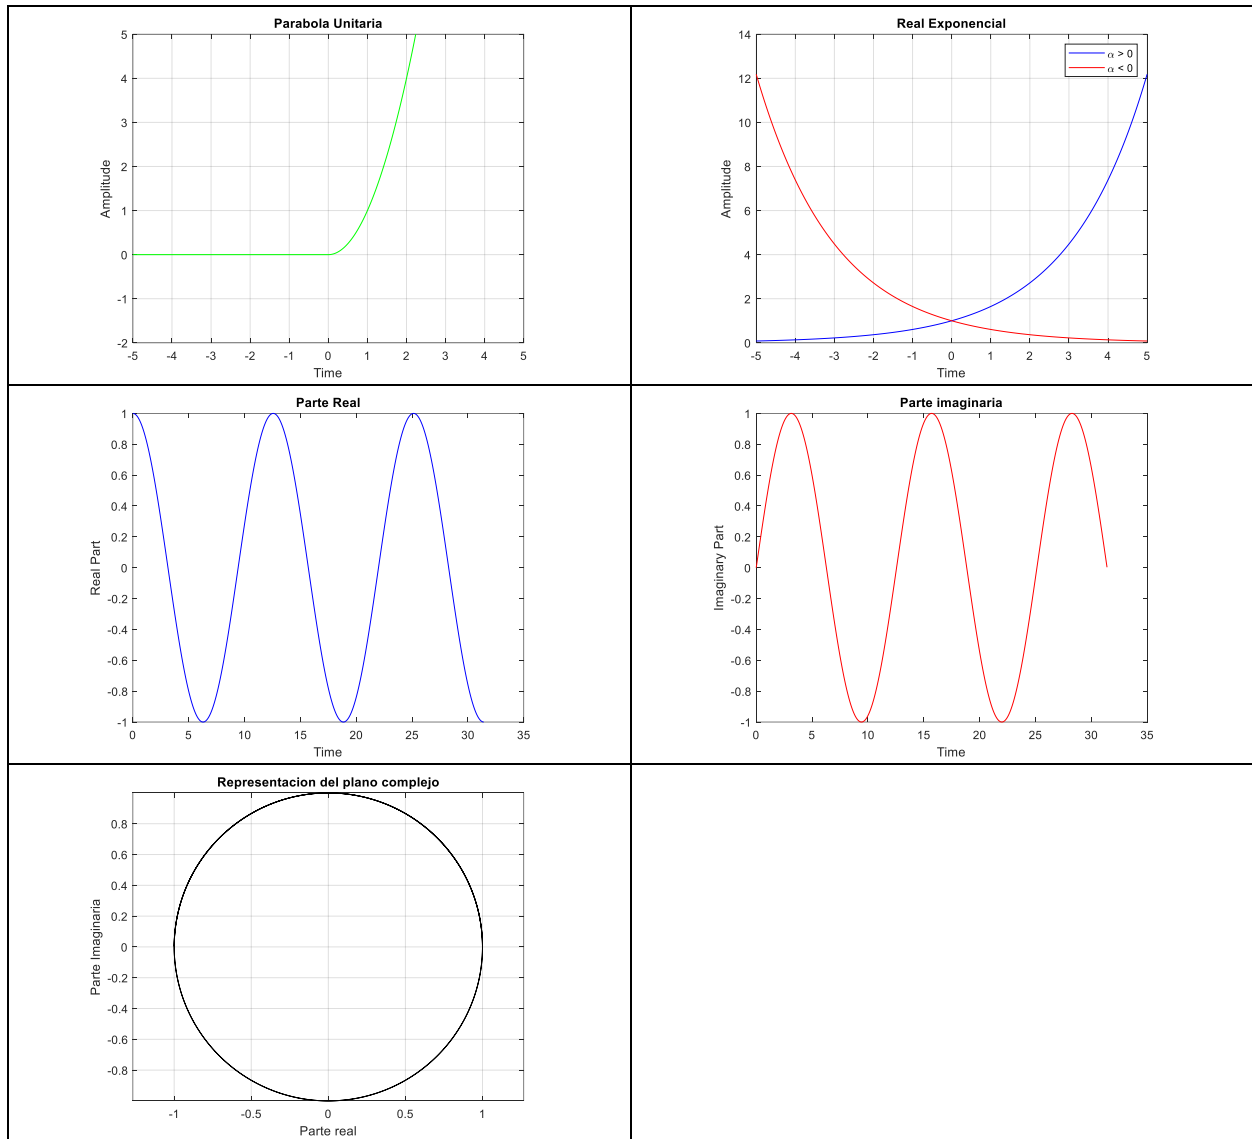 Parabola Unitaria
5
4
3
2
1
0
-1
-2
Amplitude
-5 -4 -3 -2 -1 0 1 2 3 4 5
Time
Real Exponencial
14
12
10
8
6
4
2
0
Amplitude
α > 0
α < 0
-5 -4 -3 -2 -1 0 1 2 3 4 5
Time
Parte Real
1
0.8
0.6
0.4
0.2
0
-0.2
-0.4
-0.6
-0.8
-1
Real Part
0 5 10 15 20 25 30 35
Time
Parte imaginaria
1
0.8
0.6
0.4
0.2
0
-0.2
-0.4
-0.6
-0.8
-1
Imaginary Part
0 5 10 15 20 25 30 35
Time
Representacion del plano complejo
0.8
0.6
0.4
0.2
0
-0.2
-0.4
-0.6
-0.8
Parte Imaginaria
-1 -0.5 0 0.5 1
Parte real